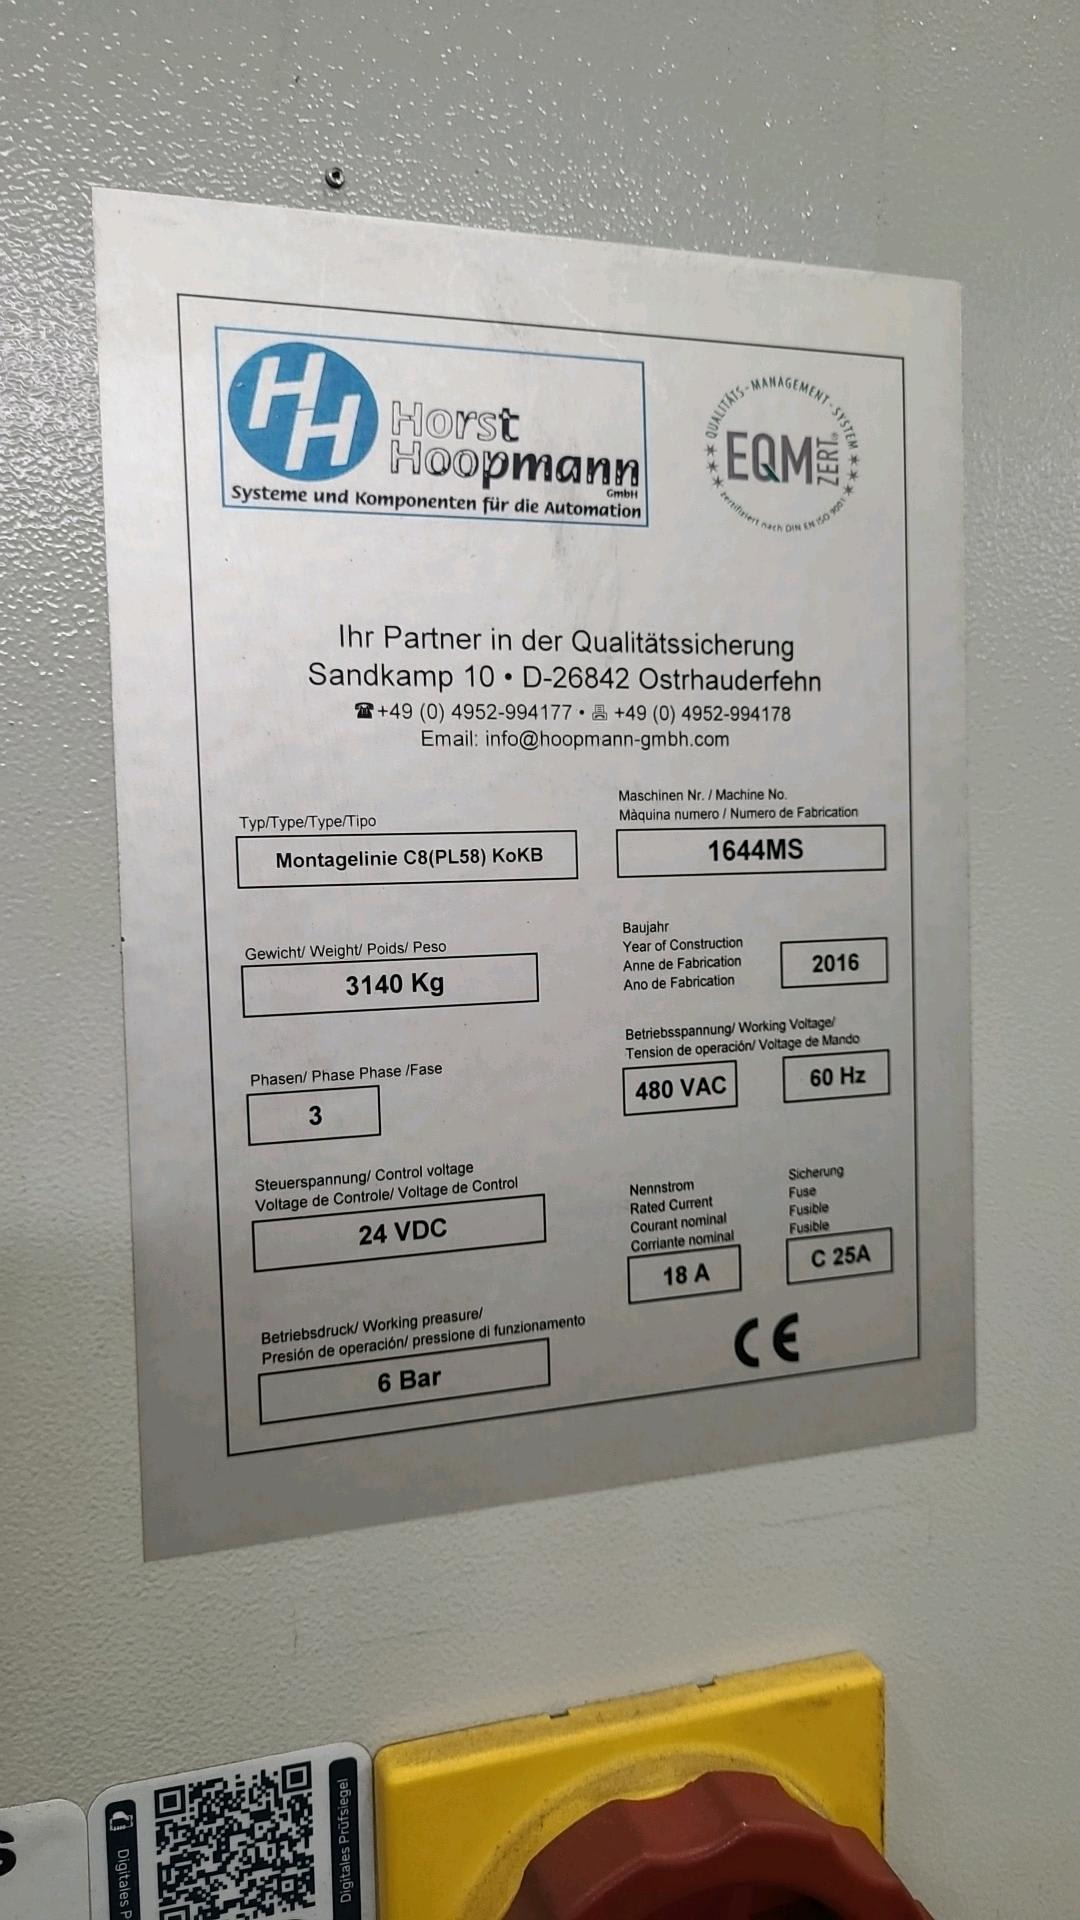 HH
Horst
Hoopmann
GmbH
Systeme und Komponenten für die Automation
QUALITÄTS-MANAGEMENT-SYSTEM
EQM ZERT®
zertifiziert nach DIN EN ISO 9001
Ihr Partner in der Qualitätssicherung
Sandkamp 10 • D-26842 Ostrhauderfehn
☎+49 (0) 4952-994177 • +49 (0) 4952-994178
Email: info@hoopmann-gmbh.com
Typ/Type/Type/Tipo
Montagelinie C8(PL58) KoKB
Maschinen Nr. / Machine No.
Màquina numero / Numero de Fabrication
1644MS
Gewicht/ Weight/ Poids/ Peso
3140 Kg
Baujahr
Year of Construction
Anne de Fabrication
Ano de Fabrication
2016
Phasen/ Phase Phase /Fase
3
Betriebsspannung/ Working Voltage/
Tension de operación/ Voltage de Mando
480 VAC
60 Hz
Steuerspannung/ Control voltage
Voltage de Controle/ Voltage de Control
24 VDC
Nennstrom
Rated Current
Courant nominal
Corriante nominal
18 A
Sicherung
Fuse
Fusible
Fusible
C 25A
Betriebsdruck/ Working preasure/
Presión de operación/ pressione di funzionamento
6 Bar
CE
s
Digitales
Digitales Prüfsiegel